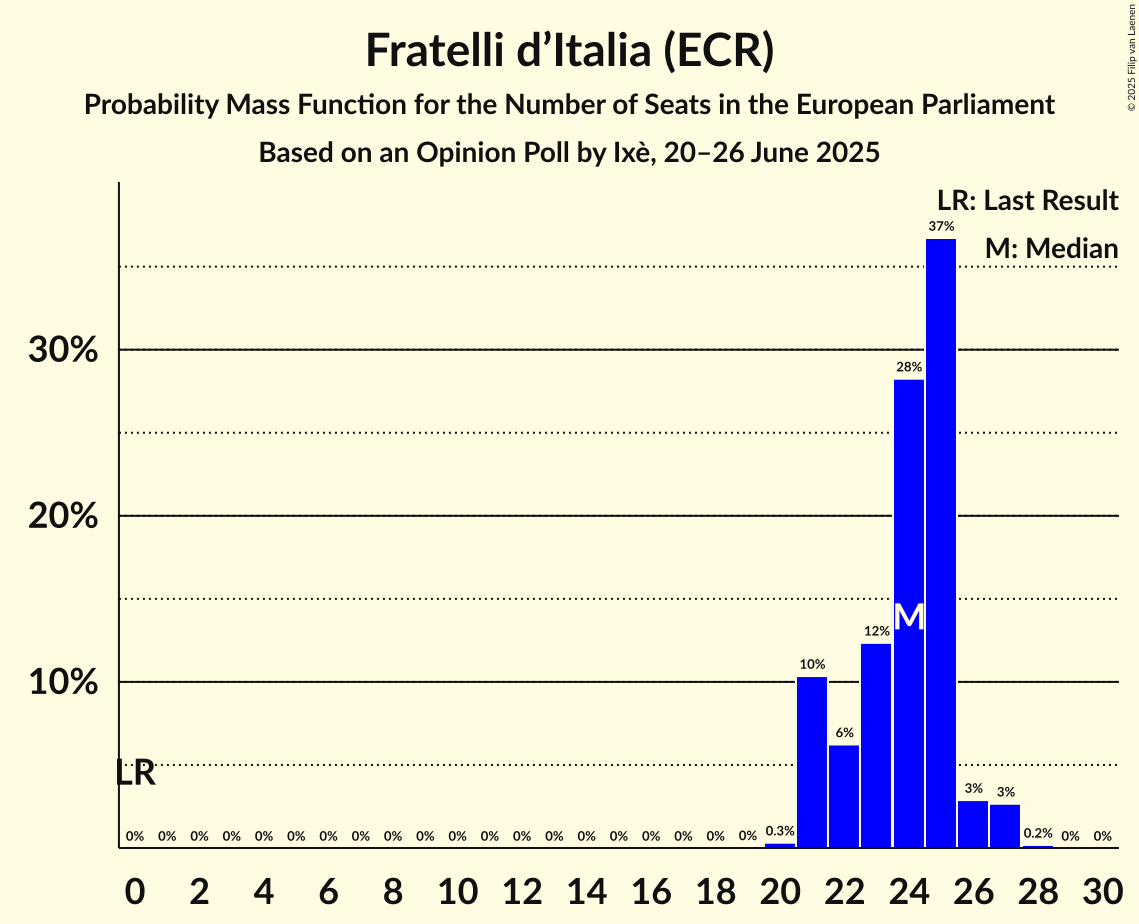 Fratelli d’Italia (ECR)
Probability Mass Function for the Number of Seats in the European Parliament
Based on an Opinion Poll by Ixè, 20–26 June 2025
© 2025 Filip van Laenen
LR: Last Result
M: Median
37%
30%
28%
20%
M
12%
10%
10%
6%
LR
3%
3%
0% 0% 0% 0% 0% 0% 0% 0% 0% 0% 0% 0% 0% 0% 0% 0% 0% 0% 0% 0% 0.3% 0.2% 0% 0%
0 2 4 6 8 10 12 14 16 18 20 22 24 26 28 30